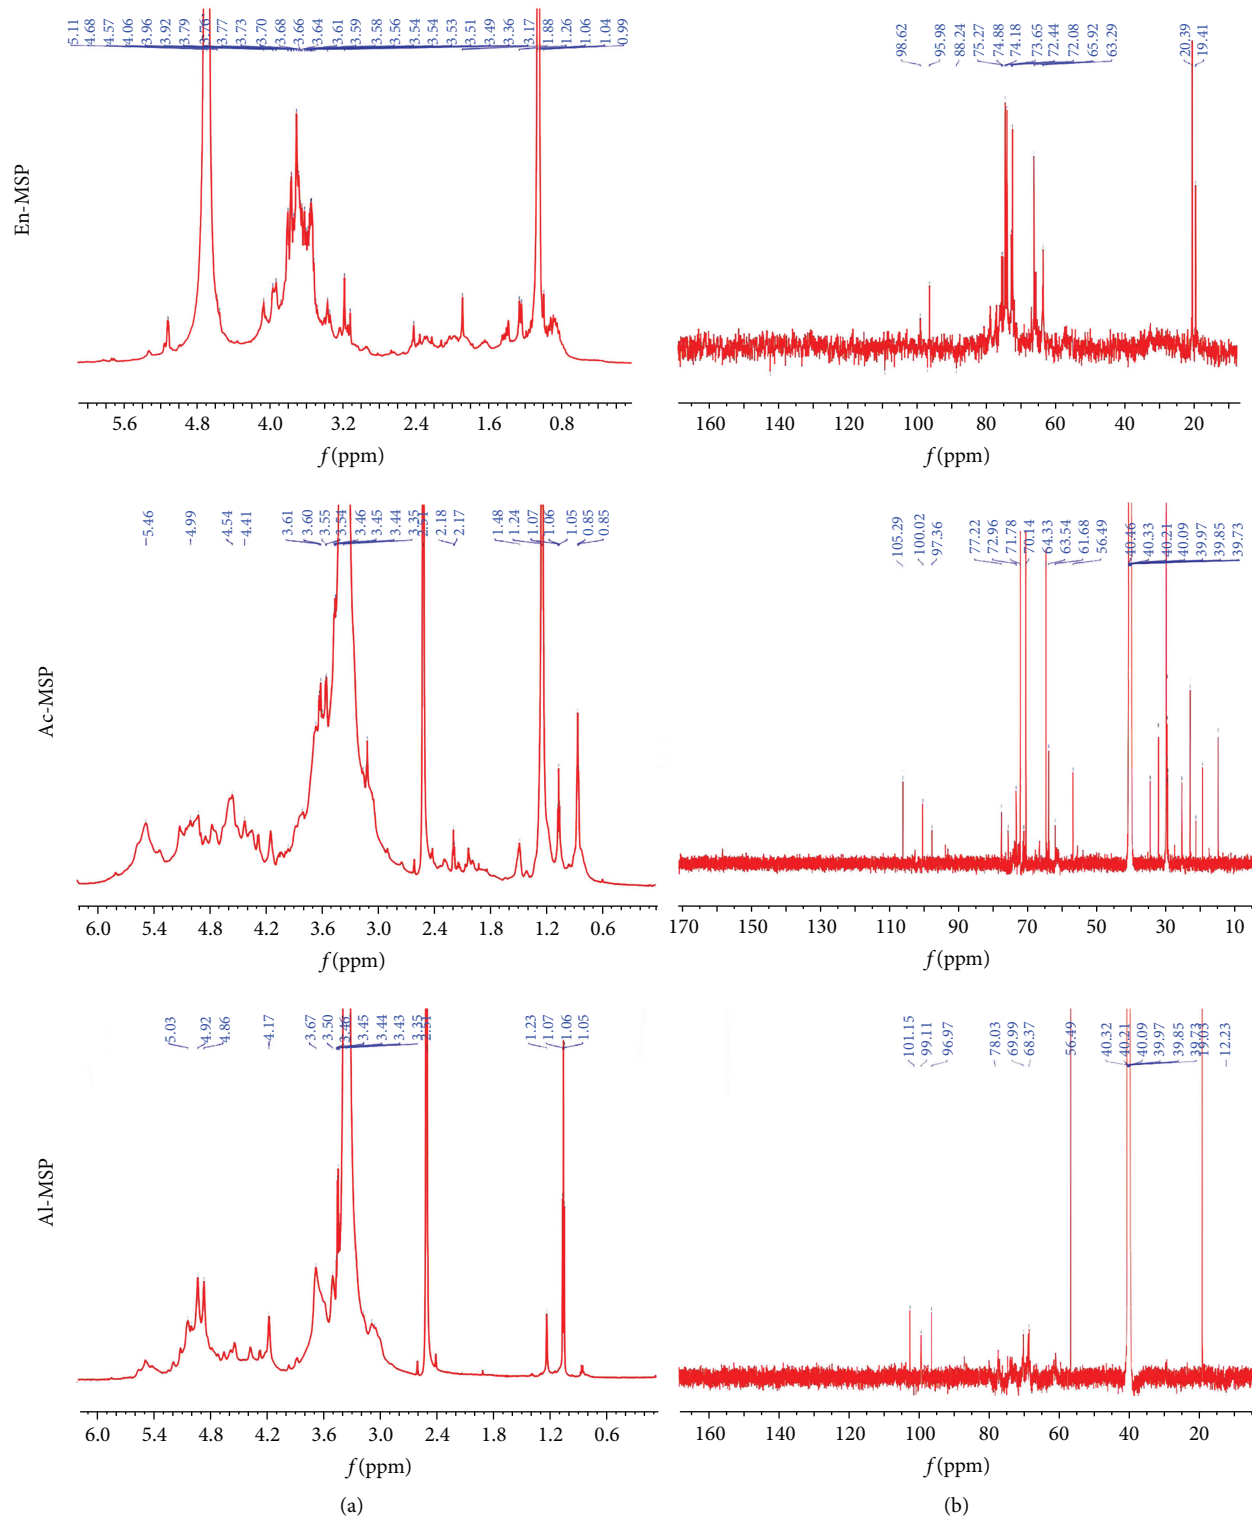 5.11 4.68 4.57 4.06 3.96 3.92 3.79 3.76 3.77 3.73 3.70 3.68 3.66 3.64 3.61 3.59 3.58 3.56 3.54 3.54 3.53 3.51 3.49 3.36 3.17 1.88 1.26 1.06 1.04 0.99
98.62 95.98 88.24 75.27 74.88 74.18 73.65 72.44 72.08 65.92 63.29 20.39 19.41
En-MSP
5.6 4.8 4.0 3.2 2.4 1.6 0.8
f (ppm)
160 140 120 100 80 60 40 20
f (ppm)
5.46 4.99 4.54 4.41 3.61 3.60 3.55 3.54 3.46 3.45 3.44 3.35 2.51 2.18 2.17 1.48 1.24 1.07 1.06 1.05 0.85 0.85
105.29 100.02 97.36 77.22 72.96 71.78 70.14 64.33 63.54 61.68 56.49 40.46 40.33 40.21 40.09 39.97 39.85 39.73
Ac-MSP
6.0 5.4 4.8 4.2 3.6 3.0 2.4 1.8 1.2 0.6
f (ppm)
170 150 130 110 90 70 50 30 10
f (ppm)
5.03 4.92 4.86 4.17 3.67 3.50 3.46 3.45 3.44 3.43 3.35 2.51 1.23 1.07 1.06 1.05
101.15 99.11 96.97 78.03 69.99 68.37 56.49 40.32 40.21 40.09 39.97 39.85 39.73 19.03 12.23
Al-MSP
6.0 5.4 4.8 4.2 3.6 3.0 2.4 1.8 1.2 0.6
f (ppm)
160 140 120 100 80 60 40 20
f (ppm)
(a)
(b)